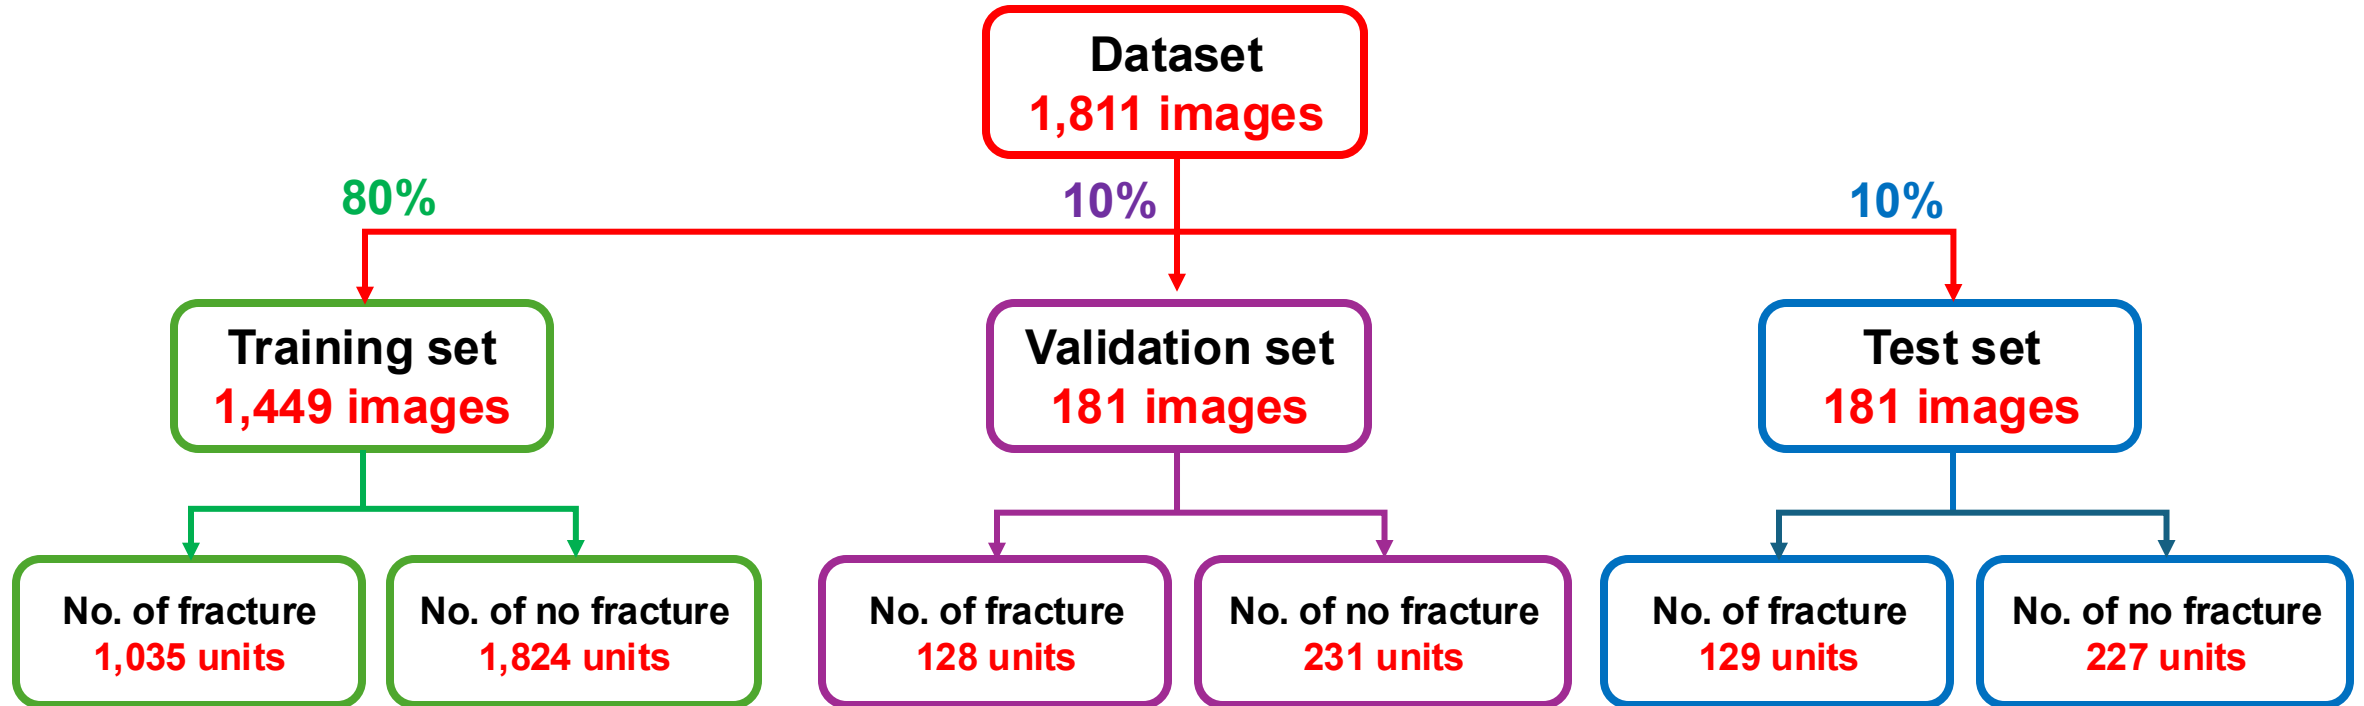 Dataset
1,811 images
80%
10%
10%
Training set
1,449 images
Validation set
181 images
Test set
181 images
No. of fracture
1,035 units
No. of no fracture
1,824 units
No. of fracture
128 units
No. of no fracture
231 units
No. of fracture
129 units
No. of no fracture
227 units